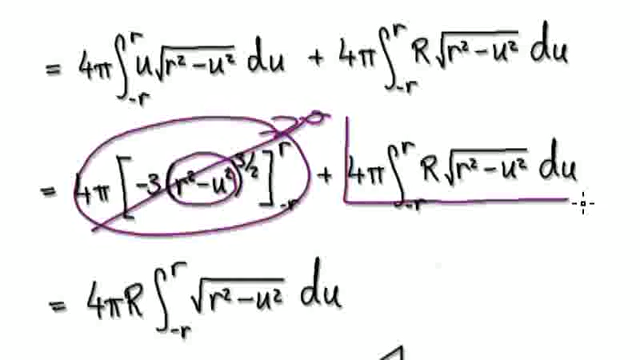 = 4π∫_{-r}^{r} u√(r²-u²) du + 4π∫_{-r}^{r} R√(r²-u²) du
= 4π[-3(r²-u²)^{3/2}]_{-r}^{r} → 0 + 4π∫_{-r}^{r} R√(r²-u²) du
= 4πR∫_{-r}^{r} √(r²-u²) du